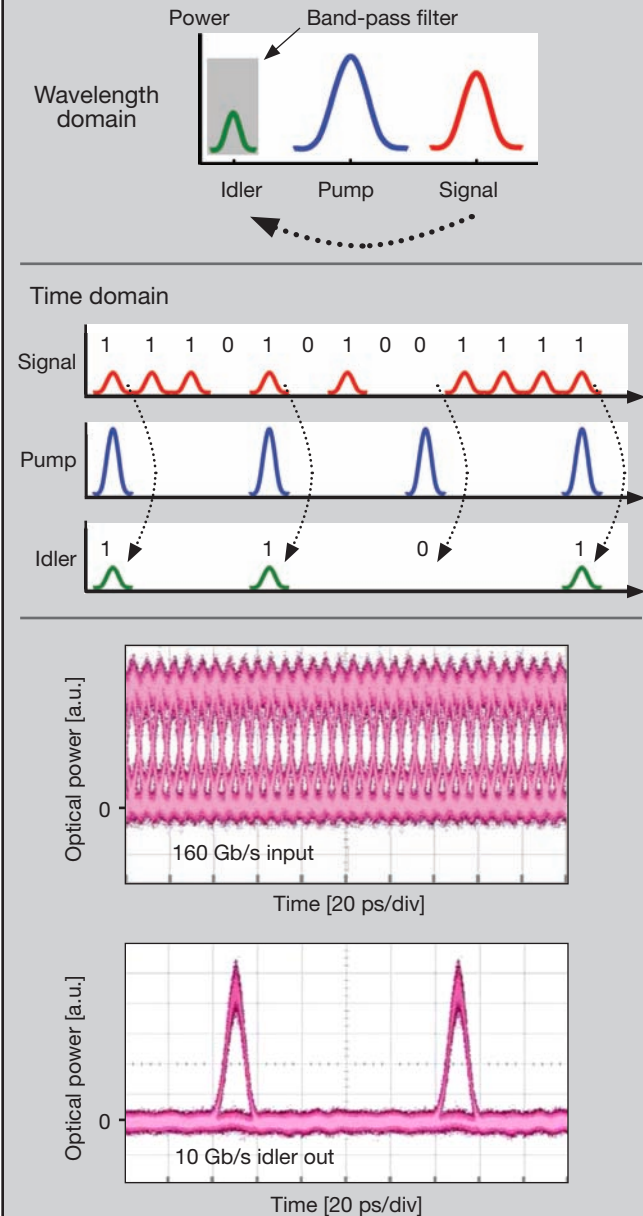 Power
Band-pass filter
Wavelength
domain
Idler
Pump
Signal
Time domain
Signal
1 1 1 0 1 0 1 0 0 1 1 1 1
Pump
Idler
1 1 0 1
Optical power [a.u.]
0
160 Gb/s input
Time [20 ps/div]
Optical power [a.u.]
0
10 Gb/s idler out
Time [20 ps/div]